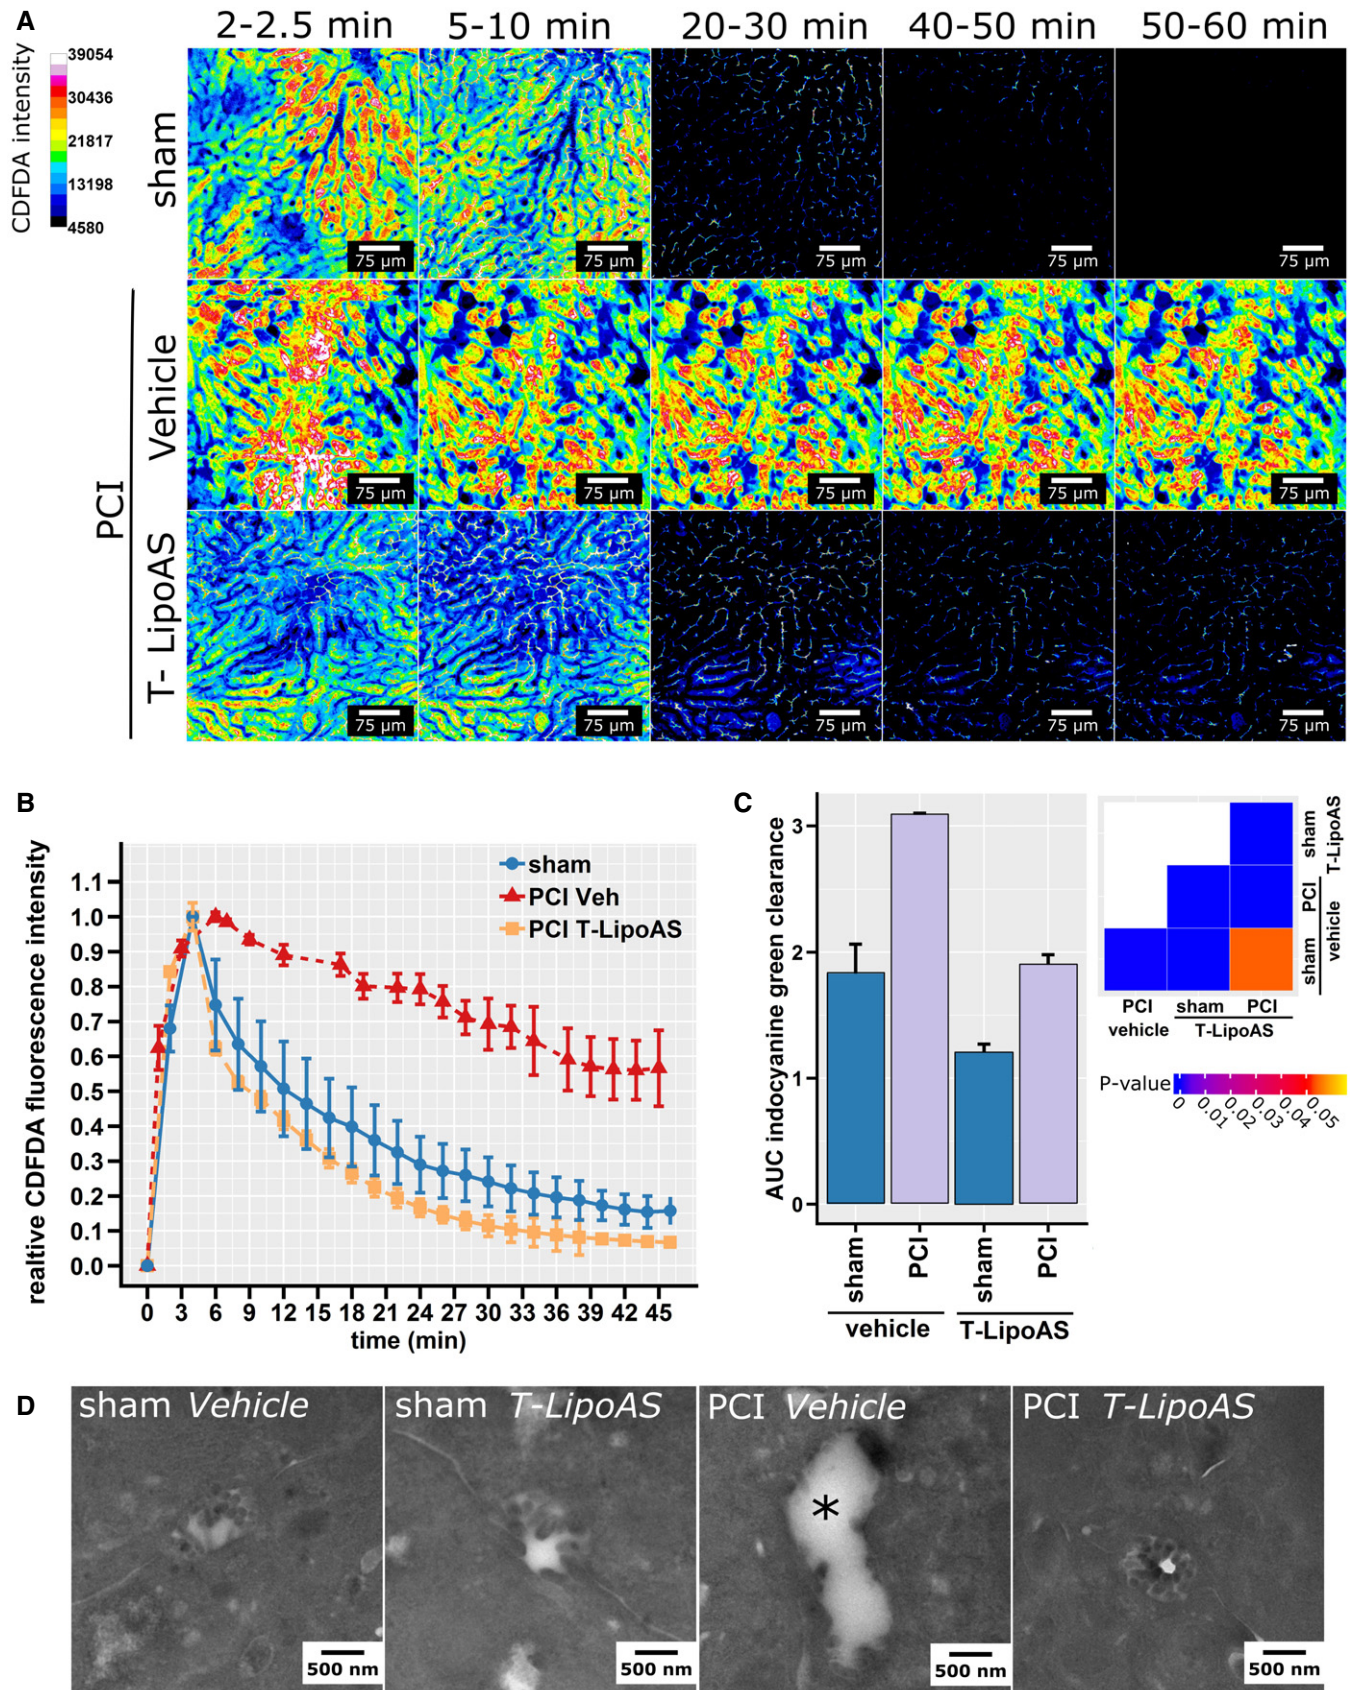 A
2-2.5 min 5-10 min 20-30 min 40-50 min 50-60 min
CDFDA intensity
39054
30436
21817
13198
4580
sham
75 µm 75 µm 75 µm 75 µm 75 µm
PCI
Vehicle
75 µm 75 µm 75 µm 75 µm 75 µm
T- LipoAS
75 µm 75 µm 75 µm 75 µm 75 µm
B
realtive CDFDA fluorescence intensity
1.1
1.0
0.9
0.8
0.7
0.6
0.5
0.4
0.3
0.2
0.1
0.0
sham
PCI Veh
PCI T-LipoAS
0 3 6 9 12 15 18 21 24 27 30 33 36 39 42 45
time (min)
C
AUC indocyanine green clearance
3
2
1
0
sham PCI sham PCI
vehicle T-LipoAS
sham
T-LipoAS
PCI
sham
vehicle
PCI sham PCI
vehicle T-LipoAS
P-value
0 0.01 0.02 0.03 0.04 0.05
D
sham Vehicle sham T-LipoAS PCI Vehicle PCI T-LipoAS
*
500 nm 500 nm 500 nm 500 nm